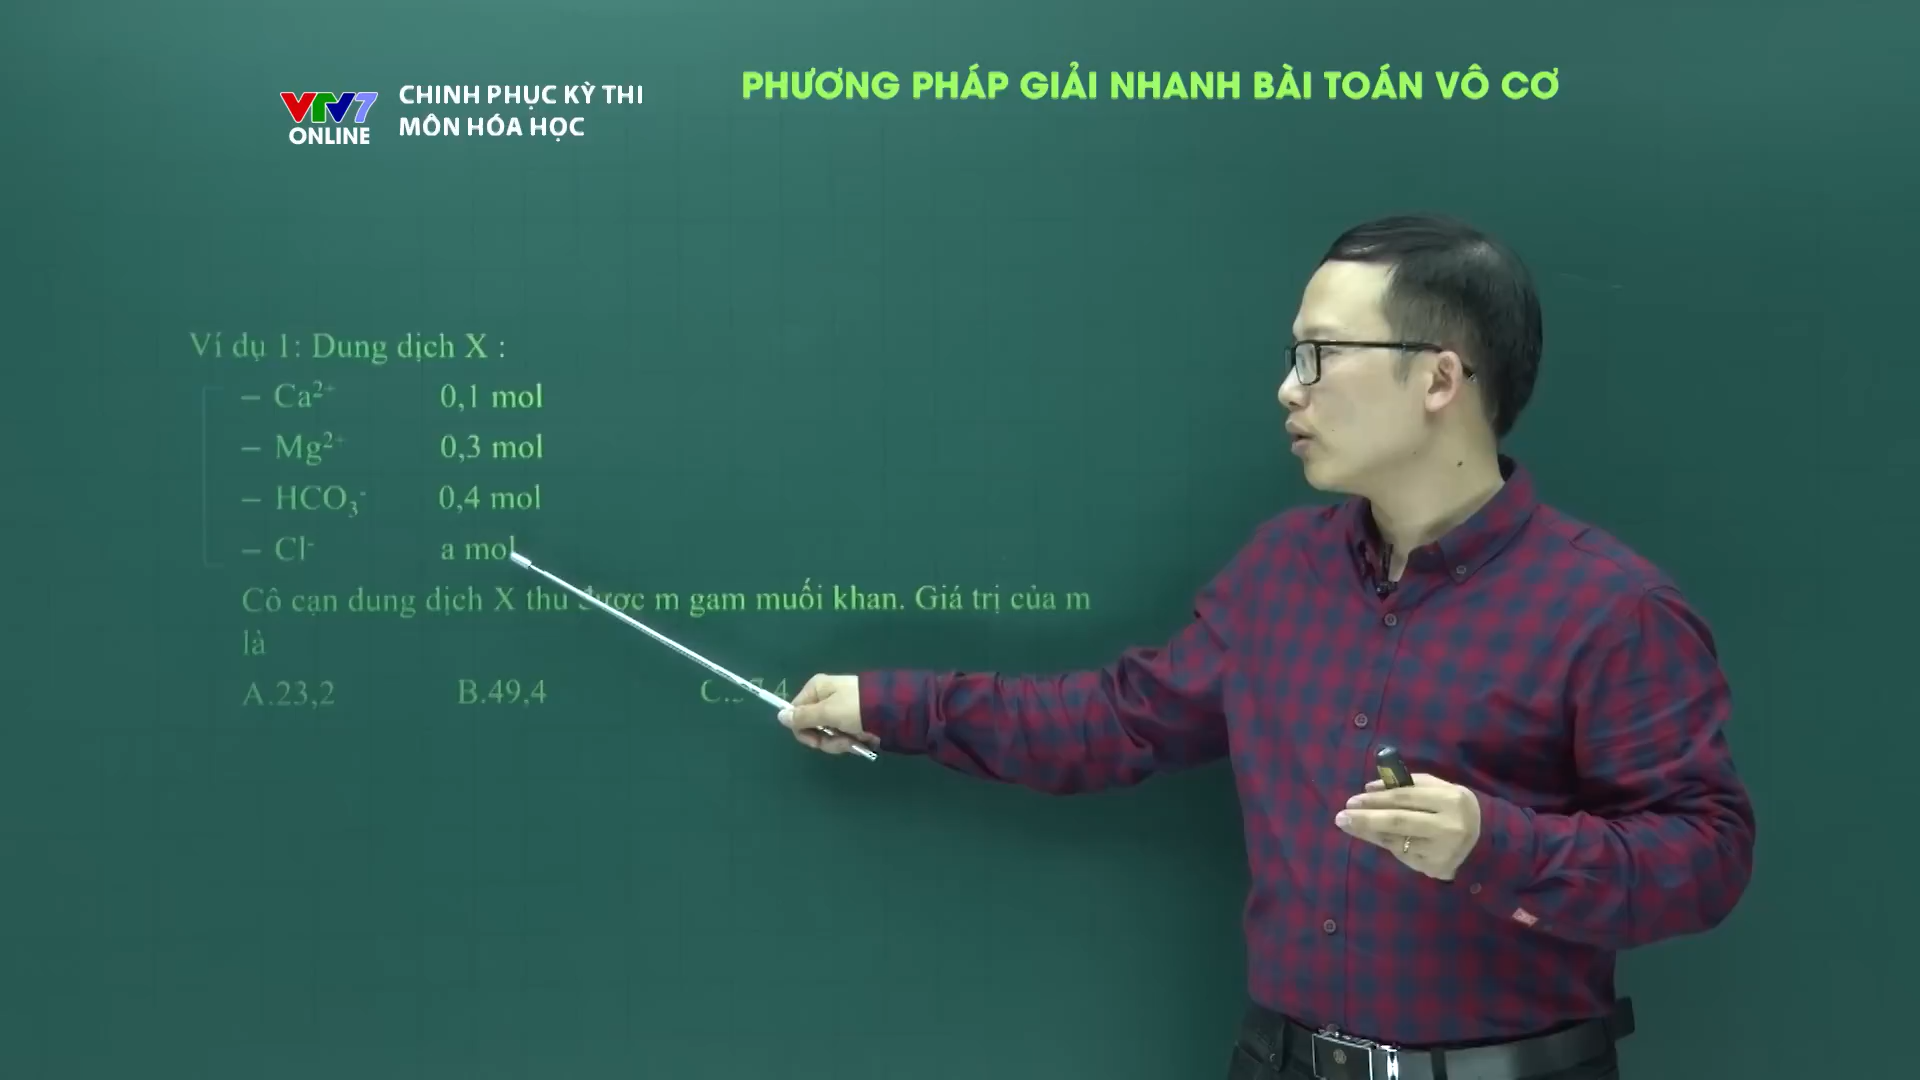 VTV7
ONLINE
CHINH PHỤC KỲ THI
MÔN HÓA HỌC
PHƯƠNG PHÁP GIẢI NHANH BÀI TOÁN VÔ CƠ
Ví dụ 1: Dung dịch X :
– Ca²⁺ 0,1 mol
– Mg²⁺ 0,3 mol
– HCO₃⁻ 0,4 mol
– Cl⁻ a mol
Cô cạn dung dịch X thu được m gam muối khan. Giá trị của m
là
A.23,2 B.49,4